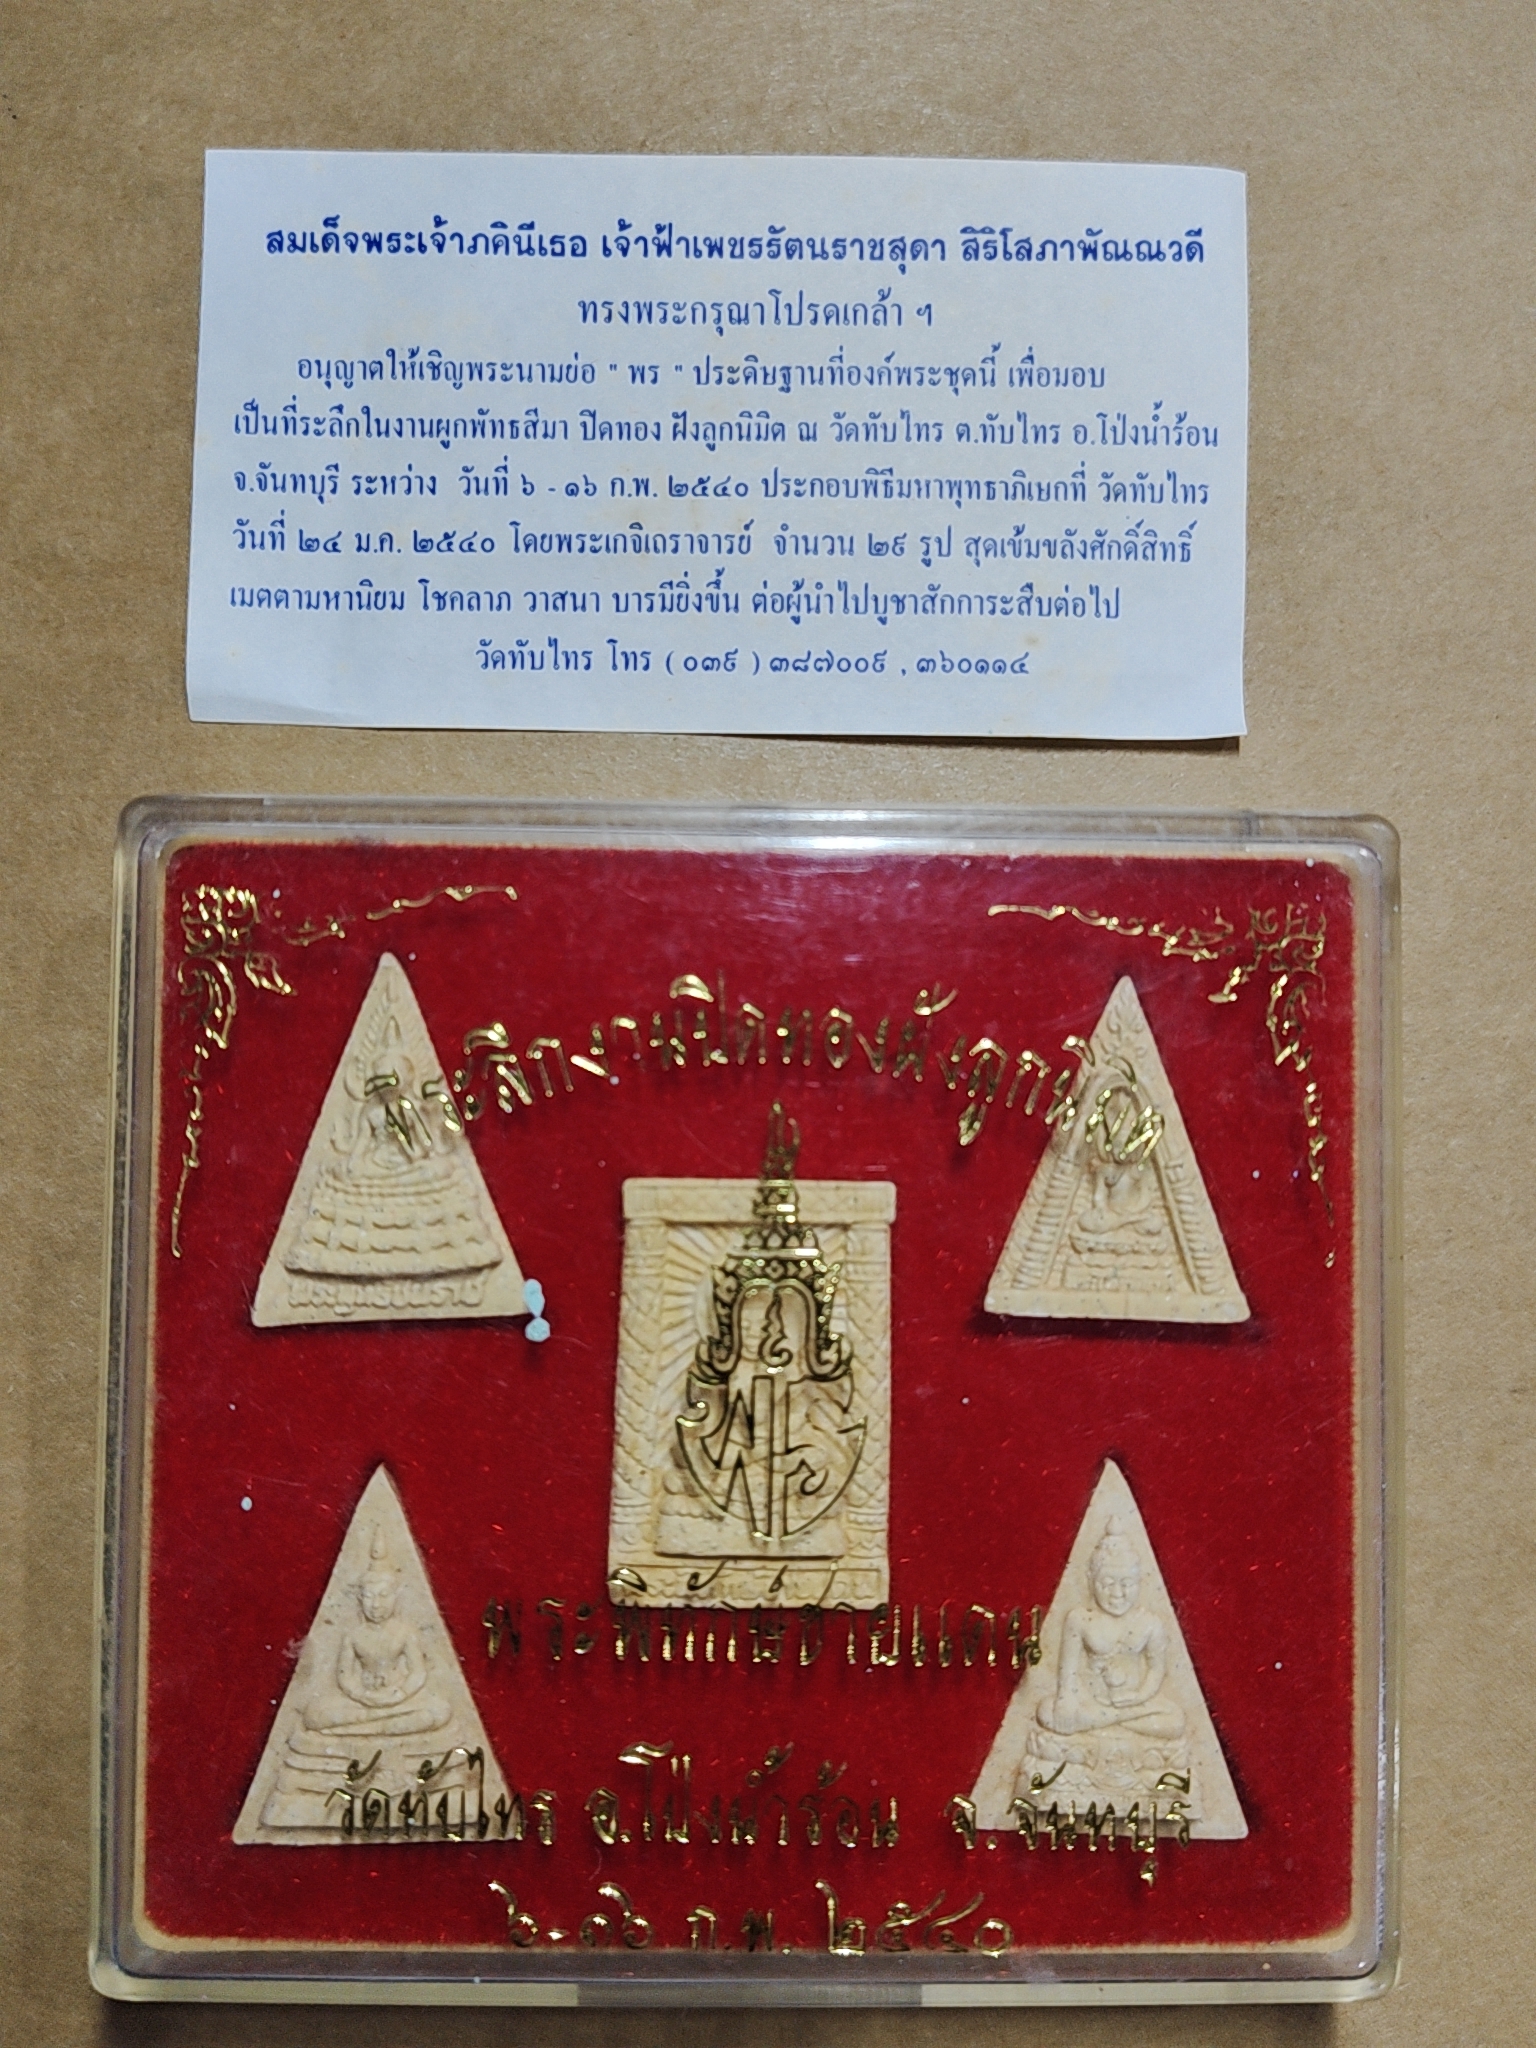 สมเด็จพระเจ้าภคินีเธอ เจ้าฟ้าเพชรรัตนราชสุดา สิริโสภาพัณณวดี
ทรงพระกรุณาโปรดเกล้า ฯ
อนุญาตให้เชิญพระนามย่อ " พร " ประดิษฐานที่องค์พระชุดนี้ เพื่อมอบ
เป็นที่ระลึกในงานผูกพัทธสีมา ปิดทอง ฝังลูกนิมิต ณ วัดทับไทร ต.ทับไทร อ.โป่งน้ำร้อน
จ.จันทบุรี ระหว่าง วันที่ ๖ - ๑๖ ก.พ. ๒๕๔๐ ประกอบพิธีมหาพุทธาภิเษกที่ วัดทับไทร
วันที่ ๒๔ ม.ค. ๒๕๔๐ โดยพระเกจิเถราจารย์ จำนวน ๒๙ รูป สุดเข้มขลังศักดิ์สิทธิ์
เมตตามหานิยม โชคลาภ วาสนา บารมียิ่งขึ้น ต่อผู้นำไปบูชาสักการะสืบต่อไป
วัดทับไทร โทร ( ๐๓๙ ) ๓๘๗๐๐๙ , ๓๖๐๑๑๔
ที่ระลึกงานปิดทองฝังลูกนิมิต
พร
พระพุทธชินราช
พระพิทักษ์ชายแดน
วัดทับไทร อ.โป่งน้ำร้อน จ.จันทบุรี
๖-๑๖ ก.พ. ๒๕๔๐